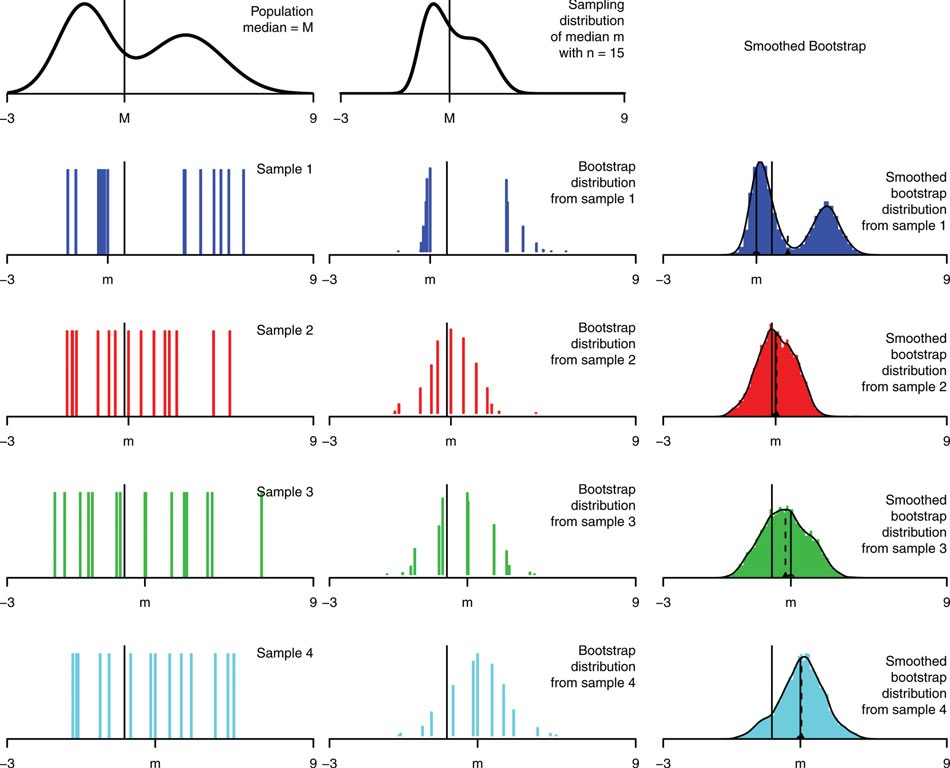 Population
median = M
Sampling
distribution
of median m
with n = 15
Smoothed Bootstrap
−3
M
9
−3
M
9
Sample 1
Bootstrap
distribution
from sample 1
Smoothed
bootstrap
distribution
from sample 1
−3
m
9
−3
m
9
−3
m
9
Sample 2
Bootstrap
distribution
from sample 2
Smoothed
bootstrap
distribution
from sample 2
−3
m
9
−3
m
9
−3
m
9
Sample 3
Bootstrap
distribution
from sample 3
Smoothed
bootstrap
distribution
from sample 3
−3
m
9
−3
m
9
−3
m
9
Sample 4
Bootstrap
distribution
from sample 4
Smoothed
bootstrap
distribution
from sample 4
−3
m
9
−3
m
9
−3
m
9